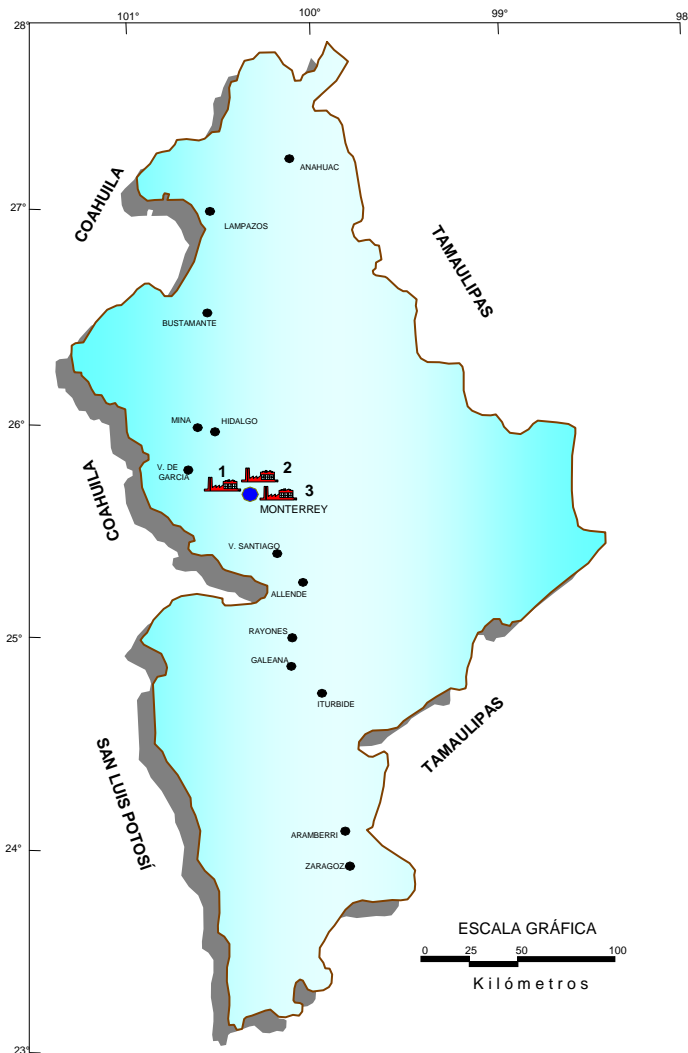 28°
101°
100°
99°
98
ANAHUAC
27°
LAMPAZOS
COAHUILA
TAMAULIPAS
BUSTAMANTE
26°
MINA
HIDALGO
V. DE
GARCIA
1
2
3
MONTERREY
COAHUILA
V. SANTIAGO
ALLENDE
25°
RAYONES
GALEANA
ITURBIDE
TAMAULIPAS
SAN LUIS POTOSÍ
ARAMBERRI
24°
ZARAGOZ
ESCALA GRÁFICA
0 25 50 100
Kilómetros
23°